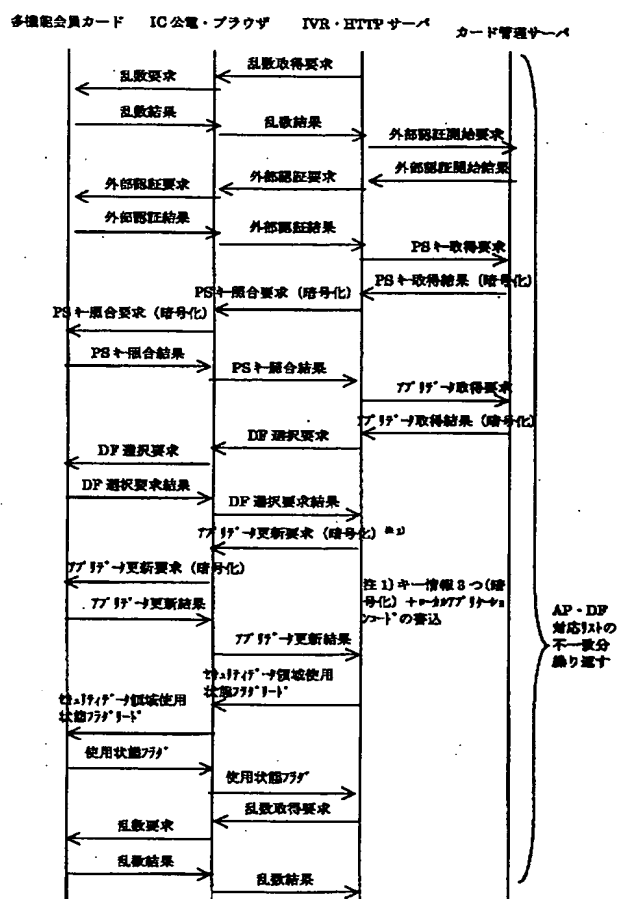 多機能会員カード IC公電・ブラウザ IVR・HTTPサーバ カード管理サーバ
乱数取得要求
乱数要求
乱数結果
乱数結果
外部認証開始要求
外部認証開始結果
外部認証要求
外部認証要求
外部認証結果
外部認証結果
PSキー取得要求
PSキー取得結果（暗号化）
PSキー照合要求（暗号化）
PSキー照合要求（暗号化）
PSキー照合結果
PSキー照合結果
アプリデータ取得要求
アプリデータ取得結果（暗号化）
DF選択要求
DF選択要求
DF選択要求結果
DF選択要求結果
アプリデータ更新要求（暗号化）注1)
アプリデータ更新要求（暗号化）
注1)キー情報3つ(暗
号化）+ローカルアプリケーショ
ンコードの書込
アプリデータ更新結果
アプリデータ更新結果
AP・DF
対応リストの
不一致分
繰り返す
セキュリティデータ領域使用
状態フラグリード
セキュリティデータ領域使用
状態フラグリード
使用状態フラグ
使用状態フラグ
乱数取得要求
乱数要求
乱数結果
乱数結果